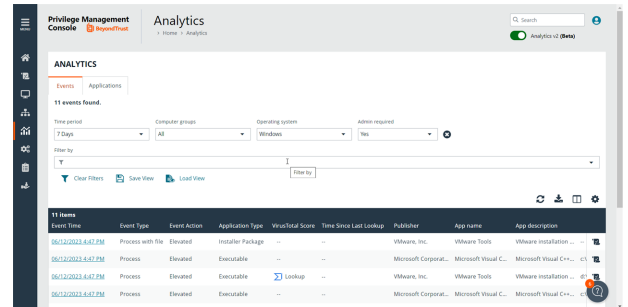 Privilege Management
Console BeyondTrust
Analytics
› Home › Analytics
Search
Analytics v2 (Beta)
MENU
ANALYTICS
Events Applications
11 events found.
Time period Computer groups Operating system Admin required
7 Days All Windows Yes
Filter by
Filter by
Clear Filters Save View Load View
11 items
Event Time Event Type Event Action Application Type VirusTotal Score Time Since Last Lookup Publisher App name App description
06/12/2023 4:47 PM Process with file Elevated Installer Package -- -- VMware, Inc. VMware Tools VMware installation ... --
06/12/2023 4:47 PM Process Elevated Executable -- -- Microsoft Corporat... Microsoft Visual C... Microsoft Visual C++... c:\
06/12/2023 4:47 PM Process Elevated Executable Lookup -- VMware, Inc. VMware Tools VMware installation ... d:\
06/12/2023 4:47 PM Process Elevated Executable -- -- Microsoft Corporat... Microsoft Visual C... Microsoft Visual C++...